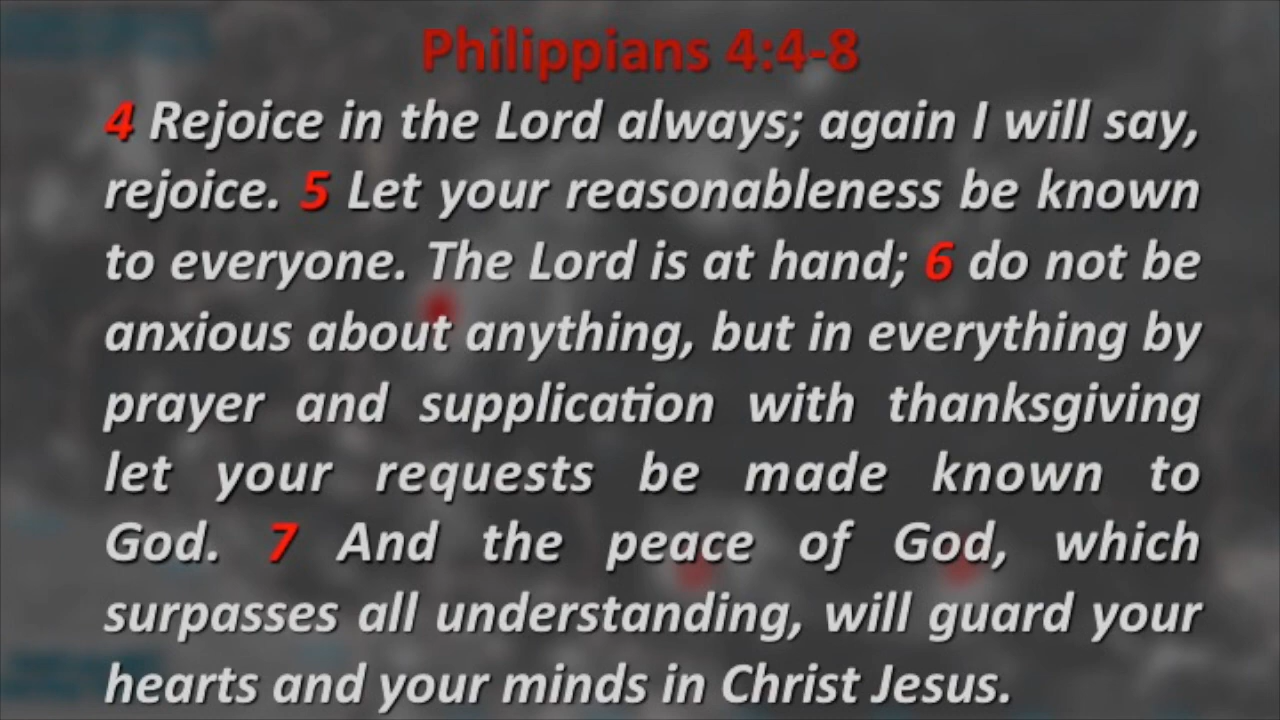 Philippians 4:4-8
4 Rejoice in the Lord always; again I will say,
rejoice. 5 Let your reasonableness be known
to everyone. The Lord is at hand; 6 do not be
anxious about anything, but in everything by
prayer and supplication with thanksgiving
let your requests be made known to
God. 7 And the peace of God, which
surpasses all understanding, will guard your
hearts and your minds in Christ Jesus.